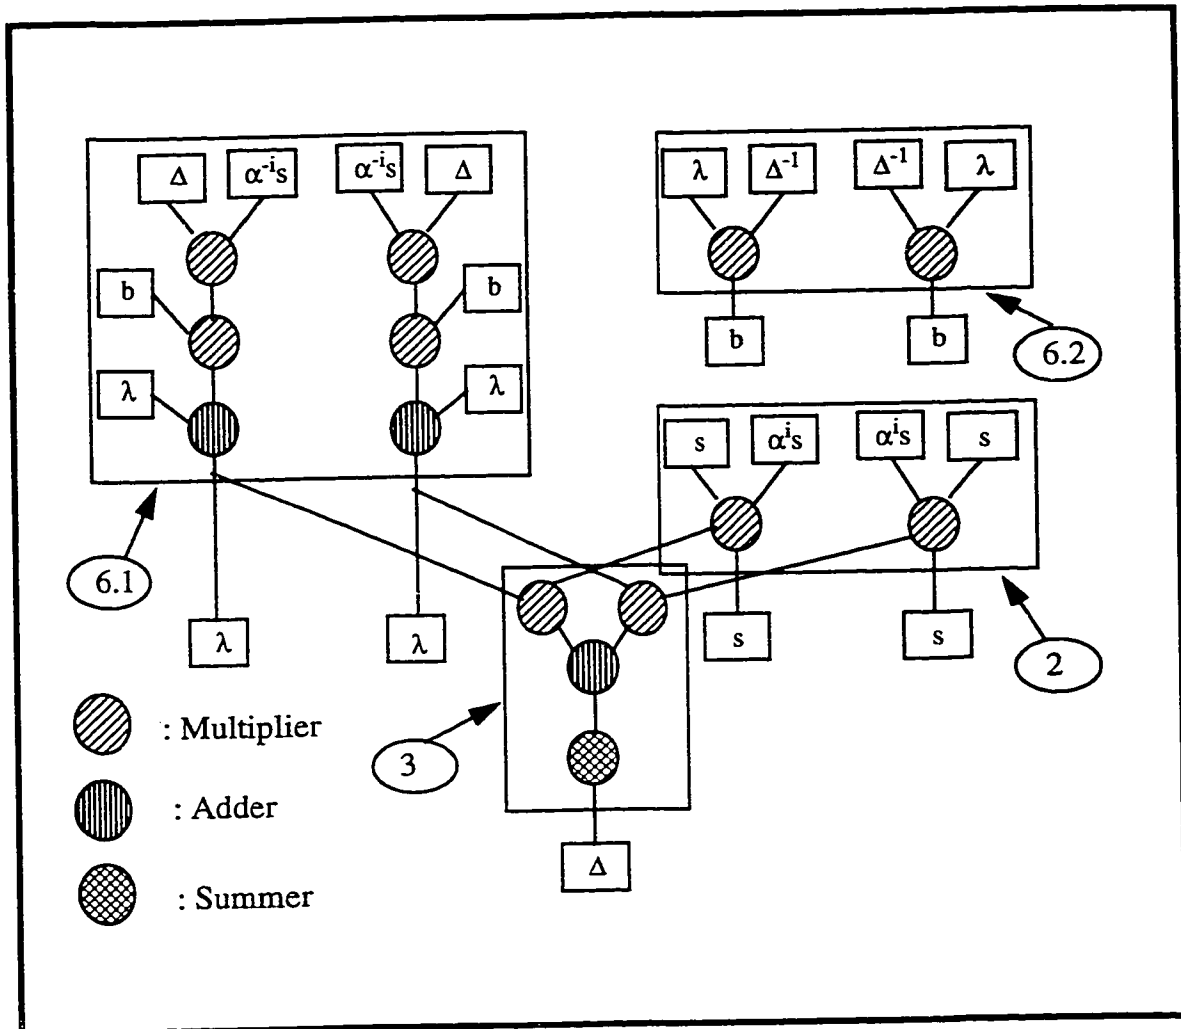 Δ α⁻ⁱs α⁻ⁱs Δ
λ Δ⁻¹ Δ⁻¹ λ
b b
b b
6.2
λ λ
s αⁱs αⁱs s
6.1
λ λ
s s
2
3
: Multiplier
: Adder
Δ
: Summer